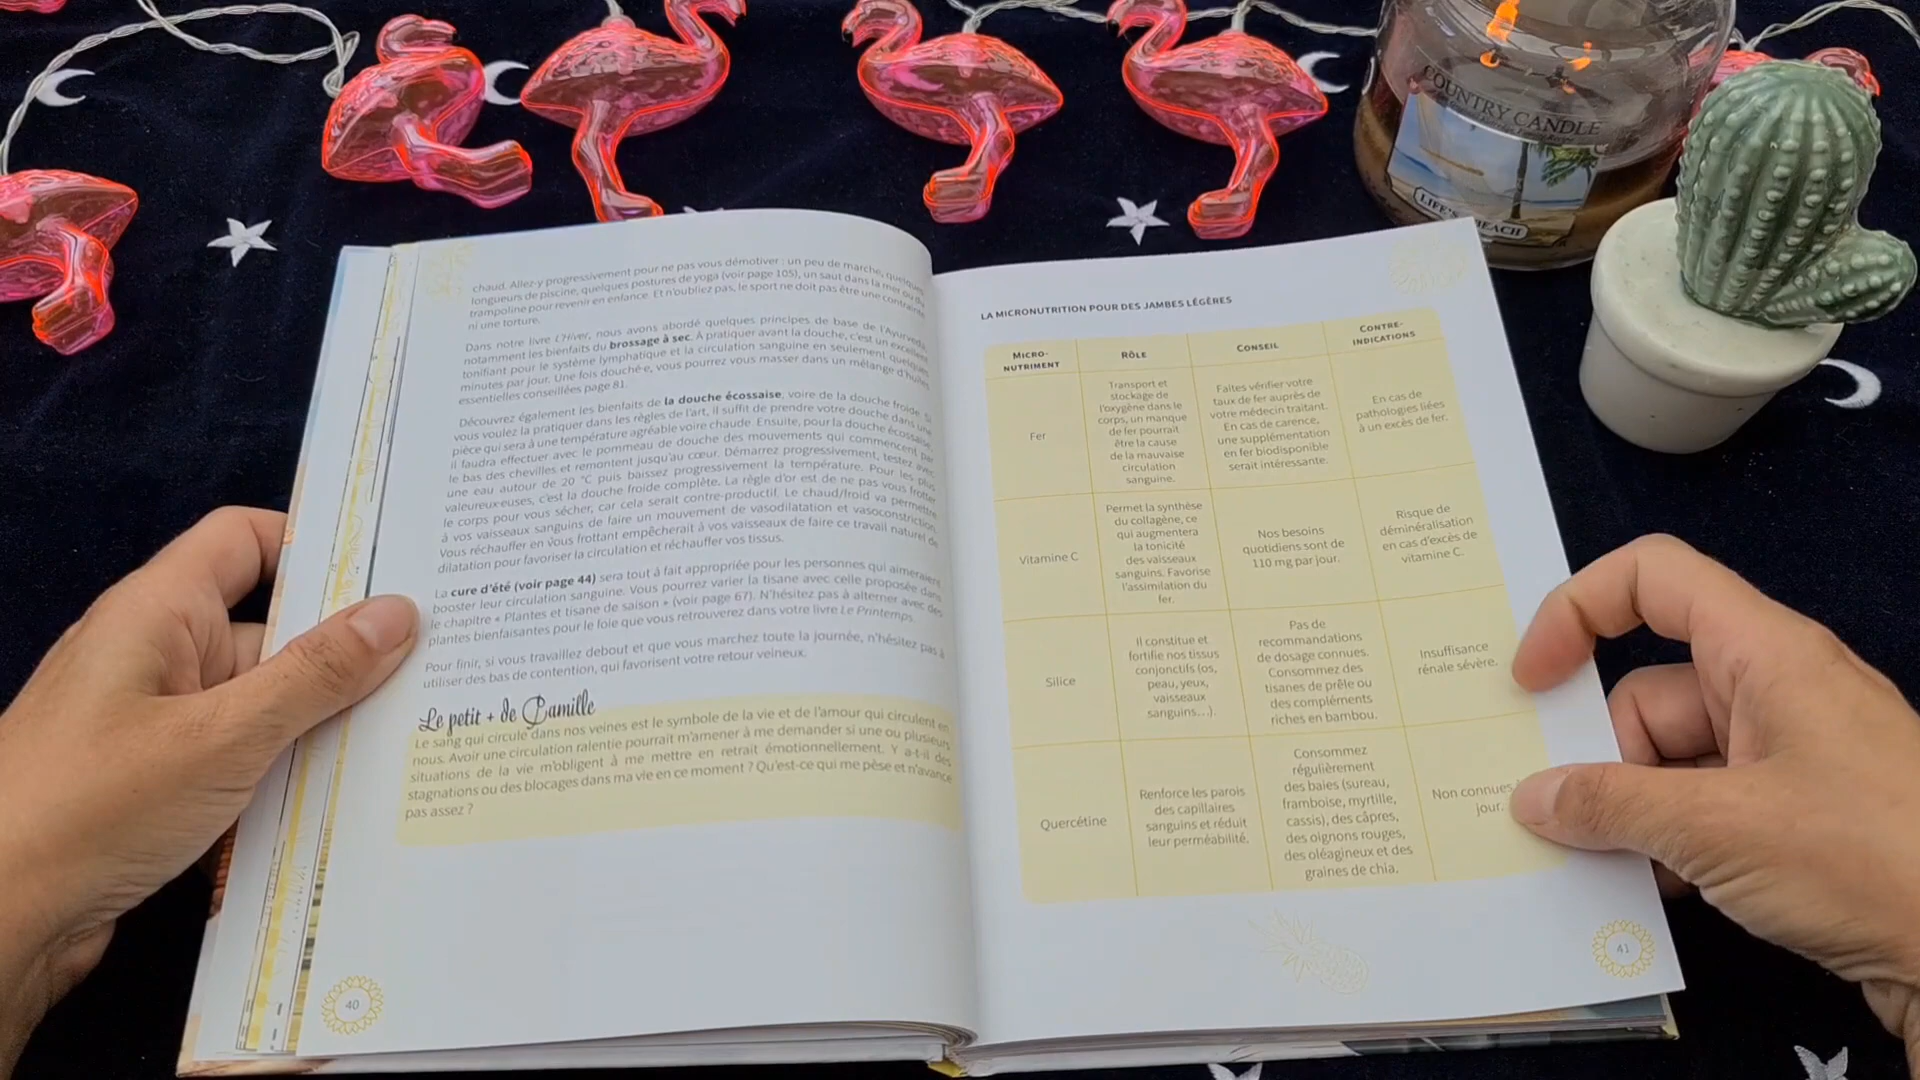 COUNTRY CANDLE
LIFE'S
BEACH
chaud. Allez-y progressivement pour ne pas vous démotiver : un peu de marche, quelques
longueurs de piscine, quelques postures de yoga (voir page 105), un saut dans la mer ou du
trampoline pour revenir en enfance. Et n'oubliez pas, le sport ne doit pas être une contrainte
ni une torture.
Dans notre livre L'Hiver, nous avons abordé quelques principes de base de l'Ayurveda
notamment les bienfaits du brossage à sec. À pratiquer avant la douche, c'est un excellent
tonifiant pour le système lymphatique et la circulation sanguine en seulement quelques
minutes par jour. Une fois douché·e, vous pourrez vous masser dans un mélange d'huiles
essentielles conseillées page 81.
Découvrez également les bienfaits de la douche écossaise, voire de la douche froide. Si
vous voulez la pratiquer dans les règles de l'art, il suffit de prendre votre douche dans une
pièce qui sera à une température agréable voire chaude. Ensuite, pour la douche écossaise,
il faudra effectuer avec le pommeau de douche des mouvements qui commencent par
le bas des chevilles et remontent jusqu'au cœur. Démarrez progressivement, testez avec
une eau autour de 20 °C puis baissez progressivement la température. Pour les plus
valeureux·euses, c'est la douche froide complète. La règle d'or est de ne pas vous frotter
le corps pour vous sécher, car cela serait contre-productif. Le chaud/froid va permettre
à vos vaisseaux sanguins de faire un mouvement de vasodilatation et vasoconstriction.
Vous réchauffer en vous frottant empêcherait à vos vaisseaux de faire ce travail naturel de
dilatation pour favoriser la circulation et réchauffer vos tissus.
La cure d'été (voir page 44) sera tout à fait appropriée pour les personnes qui aimeraient
booster leur circulation sanguine. Vous pourrez varier la tisane avec celle proposée dans
le chapitre « Plantes et tisane de saison » (voir page 67). N'hésitez pas à alterner avec des
plantes bienfaisantes pour le foie que vous retrouverez dans votre livre Le Printemps.
Pour finir, si vous travaillez debout et que vous marchez toute la journée, n'hésitez pas à
utiliser des bas de contention, qui favorisent votre retour veineux.
Le petit + de Camille
Le sang qui circule dans nos veines est le symbole de la vie et de l'amour qui circulent en
nous. Avoir une circulation ralentie pourrait m'amener à me demander si une ou plusieurs
situations de la vie m'obligent à me mettre en retrait émotionnellement. Y a-t-il des
stagnations ou des blocages dans ma vie en ce moment ? Qu'est-ce qui me pèse et n'avance
pas assez ?
40
LA MICRONUTRITION POUR DES JAMBES LÉGÈRES
MICRO-
NUTRIMENT
RÔLE
CONSEIL
CONTRE-
INDICATIONS
Fer
Transport et
stockage de
l'oxygène dans le
corps, un manque
de fer pourrait
être la cause
de la mauvaise
circulation
sanguine.
Faites vérifier votre
taux de fer auprès de
votre médecin traitant.
En cas de carence,
une supplémentation
en fer biodisponible
serait intéressante.
En cas de
pathologies liées
à un excès de fer.
Vitamine C
Permet la synthèse
du collagène, ce
qui augmentera
la tonicité
des vaisseaux
sanguins. Favorise
l'assimilation du
fer.
Nos besoins
quotidiens sont de
110 mg par jour.
Risque de
déminéralisation
en cas d'excès de
vitamine C.
Silice
Il constitue et
fortifie nos tissus
conjonctifs (os,
peau, yeux,
vaisseaux
sanguins…).
Pas de
recommandations
de dosage connues.
Consommez des
tisanes de prêle ou
des compléments
riches en bambou.
Insuffisance
rénale sévère.
Quercétine
Renforce les parois
des capillaires
sanguins et réduit
leur perméabilité.
Consommez
régulièrement
des baies (sureau,
framboise, myrtille,
cassis), des câpres,
des oignons rouges,
des oléagineux et des
graines de chia.
Non connues
jour.
41